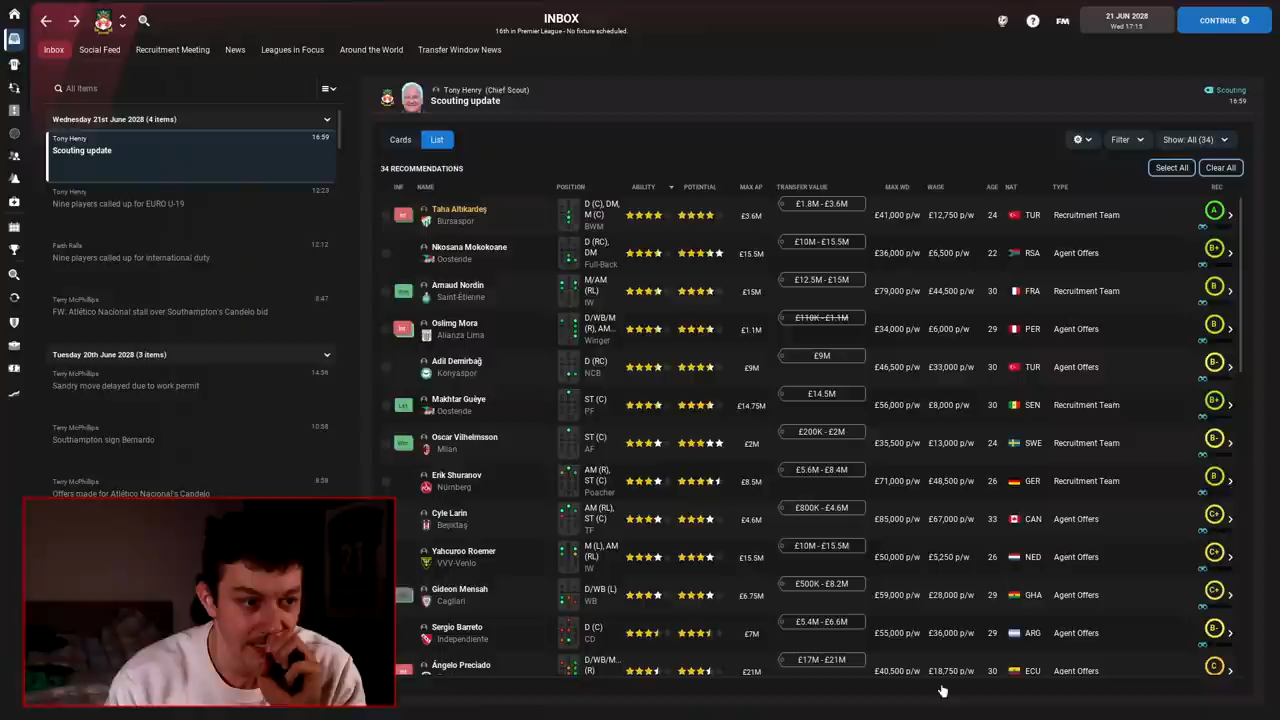 INBOX
16th in Premier League - No fixture scheduled.
FM
21 JUN 2028
Wed 17:15
CONTINUE
Inbox Social Feed Recruitment Meeting News Leagues in Focus Around the World Transfer Window News
All Items
Wednesday 21st June 2028 (4 items)
Tony Henry 16:59
Scouting update
Tony Henry 12:23
Nine players called up for EURO U-19
Faith Ralls 12:12
Nine players called up for international duty
Terry McPhillips 8:47
FW: Atlético Nacional stall over Southampton's Candelo bid
Tuesday 20th June 2028 (3 items)
14:56
Sandry move delayed due to work permit
Terry McPhillips 10:58
Southampton sign Bernardo
Terry McPhillips 8:58
Offers made for Atlético Nacional's Candelo
Tony Henry (Chief Scout)
Scouting update
Scouting
16:59
Cards List
Filter Show: All (34)
34 RECOMMENDATIONS
Select All Clear All
INF NAME POSITION ABILITY POTENTIAL MAX AP TRANSFER VALUE MAX WD WAGE AGE NAT TYPE REC
Int Taha Altıkardeş Bursaspor D (C), DM, M (C) BWM £3.6M £1.8M - £3.6M £41,000 p/w £12,750 p/w 24 TUR Recruitment Team A
Nkosana Mokokoane Oostende D (RC), DM Full-Back £15.5M £10M - £15.5M £36,000 p/w £6,500 p/w 22 RSA Agent Offers B+
Arnaud Nordin Saint-Étienne M/AM (RL) IW £15M £12.5M - £15M £79,000 p/w £44,500 p/w 30 FRA Recruitment Team B
Int Oslimg Mora Alianza Lima D/WB/M (R), AM... Winger £1.1M £110K - £1.1M £34,000 p/w £6,000 p/w 29 PER Agent Offers B
Adil Demirbağ Konyaspor D (RC) NCB £9M £9M £46,500 p/w £33,000 p/w 30 TUR Agent Offers B-
Lst Makhtar Guèye Oostende ST (C) PF £14.75M £14.5M £56,000 p/w £8,000 p/w 30 SEN Recruitment Team B+
Oscar Vilhelmsson Milan ST (C) AF £2M £200K - £2M £35,500 p/w £13,000 p/w 24 SWE Recruitment Team B-
Erik Shuranov Nürnberg AM (R), ST (C) Poacher £8.5M £5.6M - £8.4M £71,000 p/w £48,500 p/w 26 GER Recruitment Team B
Cyle Larin Beşiktaş AM (RL), ST (C) TF £4.6M £800K - £4.6M £85,000 p/w £67,000 p/w 33 CAN Agent Offers C+
Yahcuroo Roemer VVV-Venlo M (L), AM (RL) IW £15.5M £10M - £15.5M £50,000 p/w £5,250 p/w 26 NED Agent Offers C+
Gideon Mensah Cagliari D/WB (L) WB £6.75M £500K - £8.2M £59,000 p/w £28,000 p/w 29 GHA Agent Offers C+
Sergio Barreto Independiente D (C) CD £7M £5.4M - £6.6M £55,000 p/w £36,000 p/w 29 ARG Agent Offers B-
Ángelo Preciado D/WB/M... (R) £21M £17M - £21M £40,500 p/w £18,750 p/w 30 ECU Agent Offers C